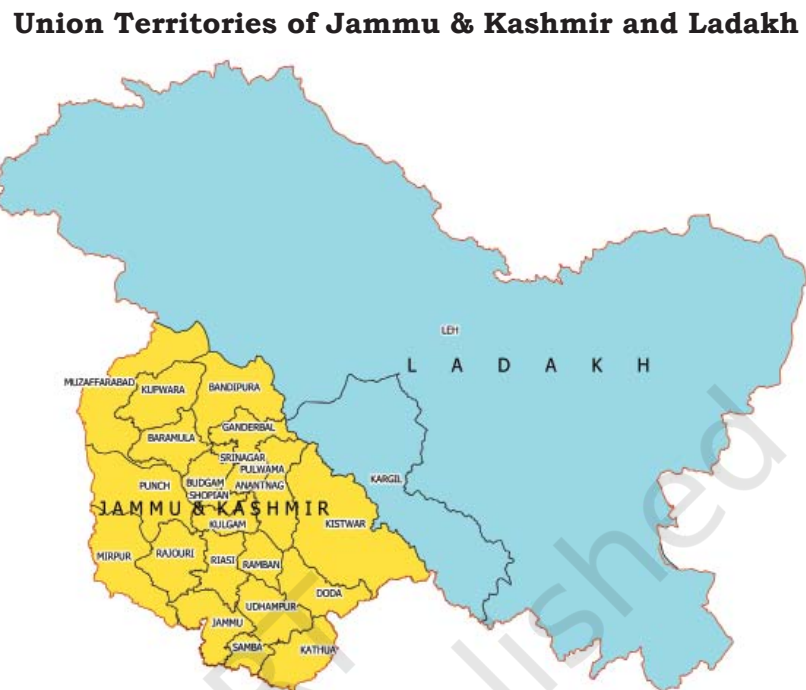 Union Territories of Jammu & Kashmir and Ladakh
LEH
LADAKH
MUZAFFARABAD
KUPWARA
BANDIPURA
GANDERBAL
BARAMULA
SRINAGAR
PULWAMA
KARGIL
PUNCH
BUDGAM
ANANTNAG
SHOPIAN
JAMMU & KASHMIR
KULGAM
KISTWAR
MIRPUR
RAJOURI
RIASI
RAMBAN
DODA
UDHAMPUR
JAMMU
SAMBA
KATHUA